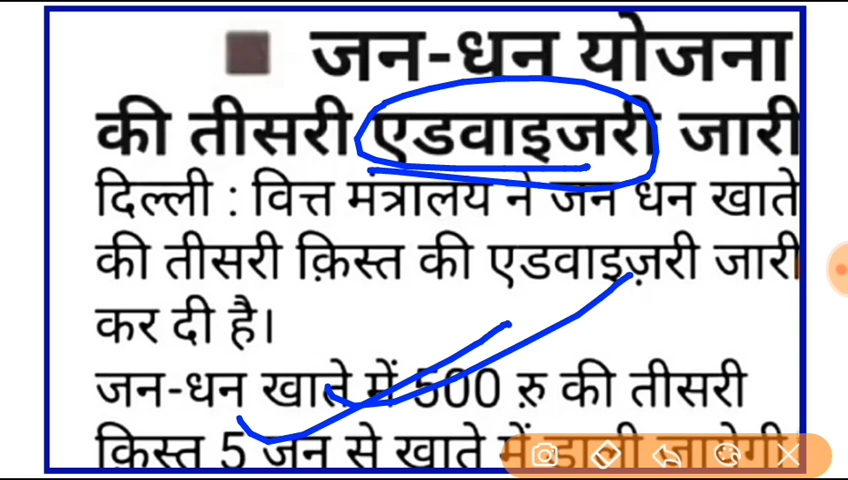 जन-धन योजना
की तीसरी एडवाइजरी जारी
दिल्ली : वित्त मंत्रालय ने जन धन खाते
की तीसरी क़िस्त की एडवाइज़री जारी
कर दी है।
जन-धन खाते में 500 रु की तीसरी
क़िस्त 5 जून से खाते में डाली जायेगी